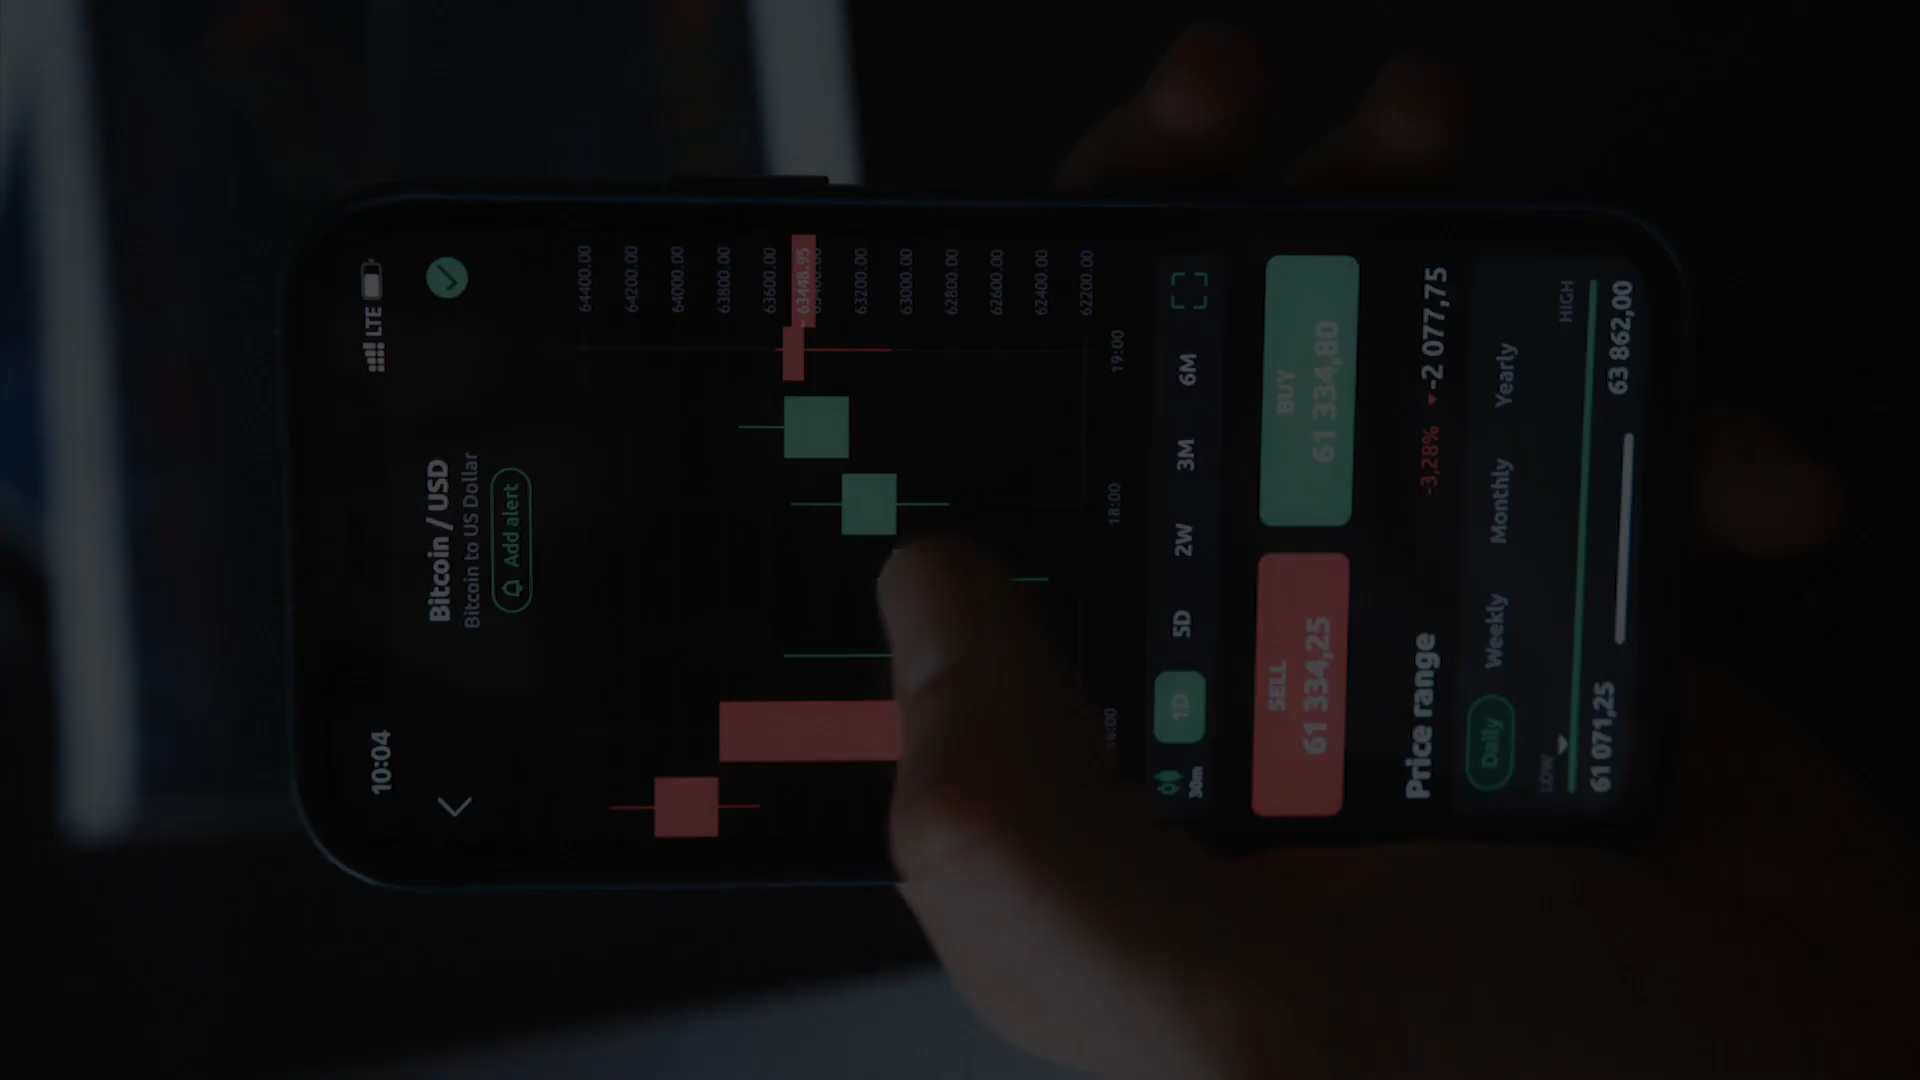 10:04
LTE
Bitcoin / USD
Bitcoin to US Dollar
Add alert
64400.00
64200.00
64000.00
63800.00
63600.00
63448.95
63200.00
63000.00
62800.00
62600.00
62400.00
62200.00
18:00
19:00
30m
1D
5D
2W
3M
6M
SELL
61 334,25
BUY
61 334,80
Price range
-3,28%
-2 077,75
Daily
Weekly
Monthly
Yearly
LOW
HIGH
61 071,25
63 862,00